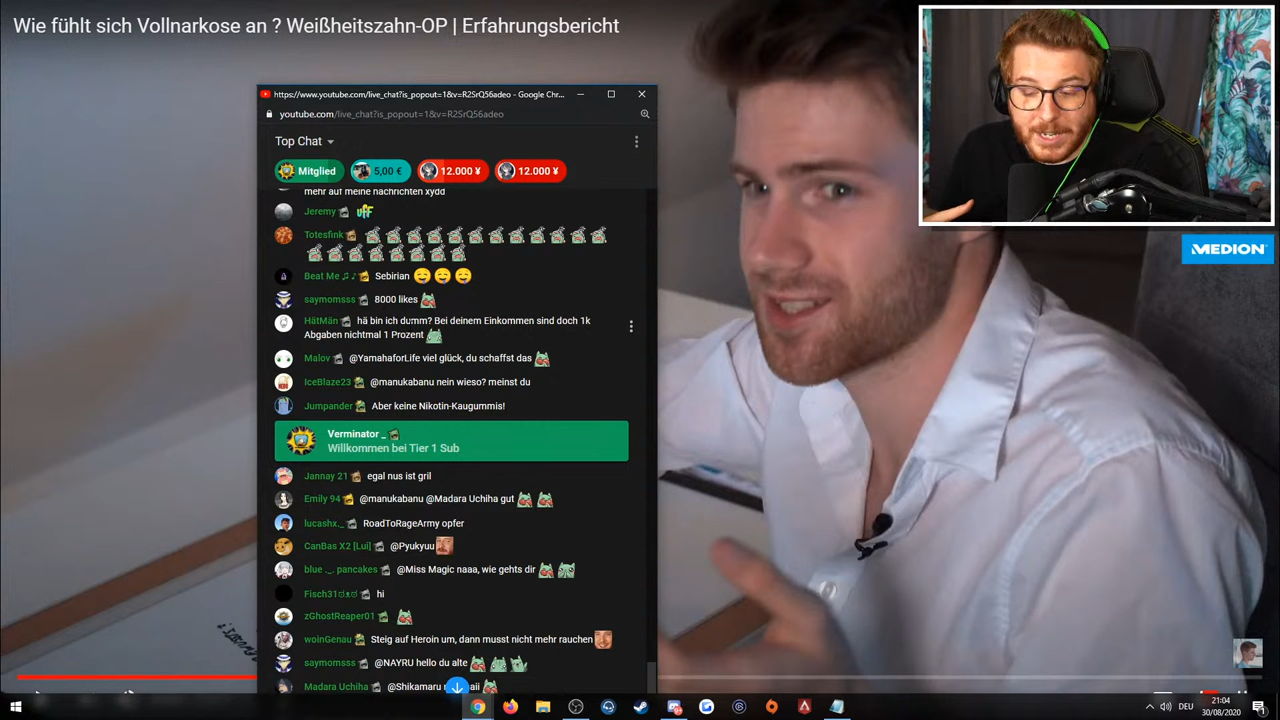 Wie fühlt sich Vollnarkose an ? Weißheitszahn-OP | Erfahrungsbericht
https://www.youtube.com/live_chat?is_popout=1&v=R2SrQ56adeo - Google Chr...
youtube.com/live_chat?is_popout=1&v=R2SrQ56adeo
Top Chat
Mitglied 5,00 € 12.000 ¥ 12.000 ¥
mehr auf meine nachrichten xydd
Jeremy uff
Totesfink
Beat Me ♫ ♪ Sebirian
saymomsss 8000 likes
HätMän hä bin ich dumm? Bei deinem Einkommen sind doch 1k
Abgaben nichtmal 1 Prozent
Malov @YamahaforLife viel glück, du schaffst das
IceBlaze23 @manukabanu nein wieso? meinst du
Jumpander Aber keine Nikotin-Kaugummis!
Verminator _
Willkommen bei Tier 1 Sub
Jannay 21 egal nus ist gril
Emily 94 @manukabanu @Madara Uchiha gut
lucashx._ RoadToRageArmy opfer
CanBas X2 [Lui] @Pyukyuu
blue ._. pancakes @Miss Magic naaa, wie gehts dir
Fisch31 hi
zGhostReaper01
woinGenau Steig auf Heroin um, dann musst nicht mehr rauchen
saymomsss @NAYRU hello du alte
Madara Uchiha @Shikamaru
MEDION
DEU
21:04
30/08/2020